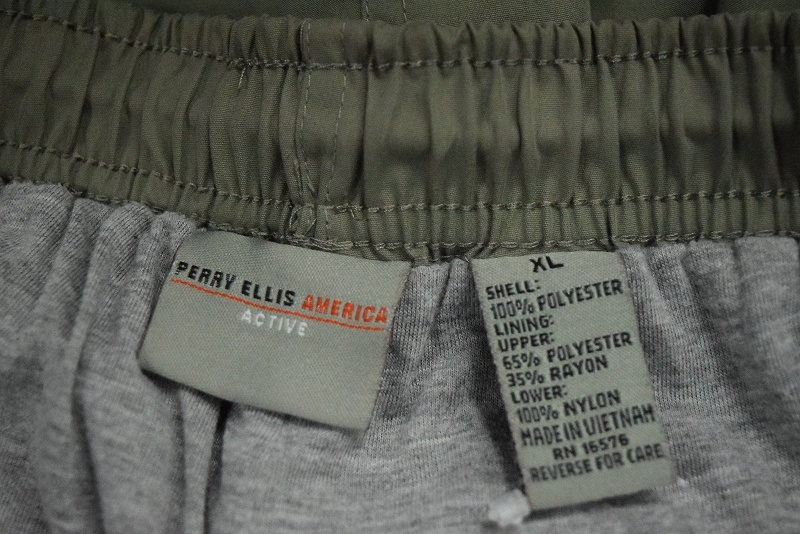 PERRY ELLIS AMERICA
ACTIVE
XL
SHELL:
100% POLYESTER
LINING:
UPPER:
65% POLYESTER
35% RAYON
LOWER:
100% NYLON
MADE IN VIETNAM
RN 16576
REVERSE FOR CARE